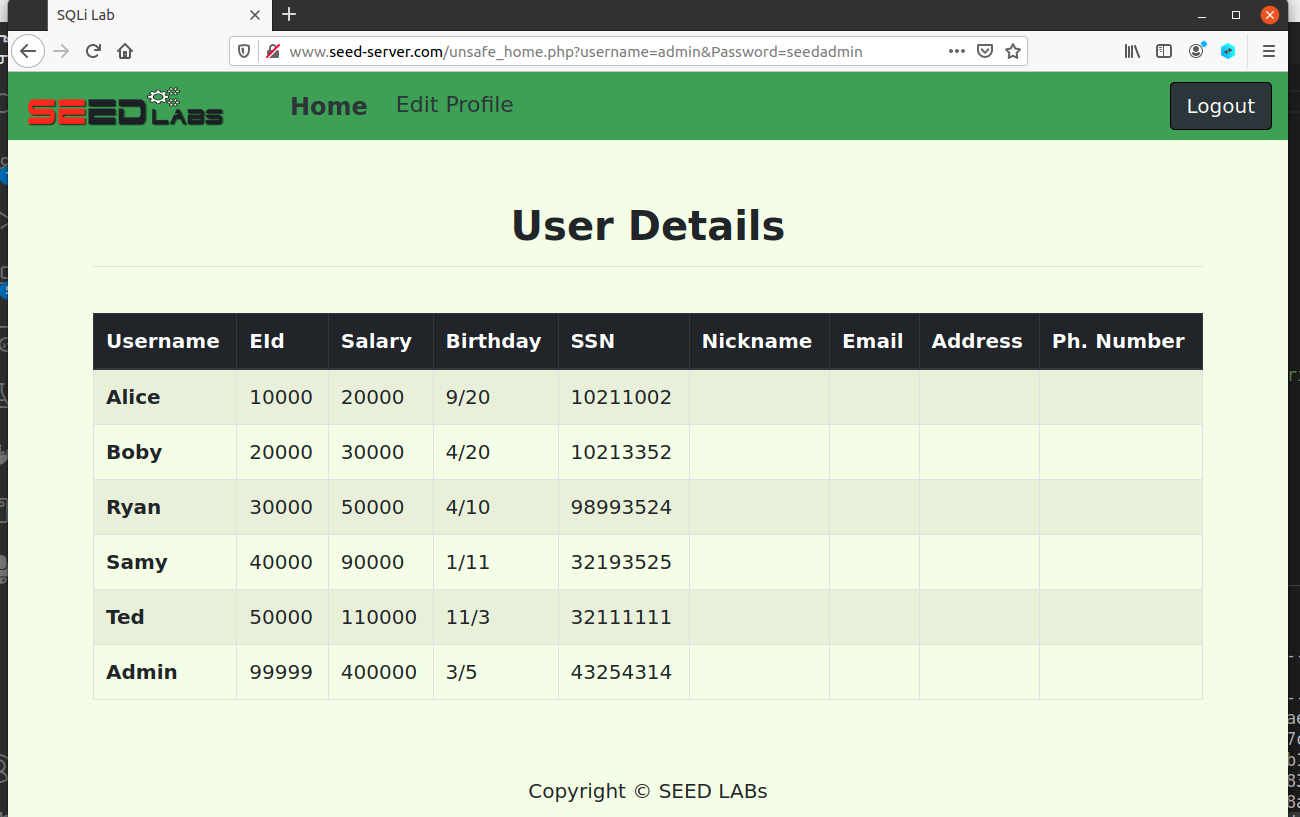 SQLi Lab
www.seed-server.com/unsafe_home.php?username=admin&Password=seedadmin
SEED LABS Home Edit Profile Logout
User Details
Username EId Salary Birthday SSN Nickname Email Address Ph. Number
Alice 10000 20000 9/20 10211002
Boby 20000 30000 4/20 10213352
Ryan 30000 50000 4/10 98993524
Samy 40000 90000 1/11 32193525
Ted 50000 110000 11/3 32111111
Admin 99999 400000 3/5 43254314
Copyright © SEED LABs